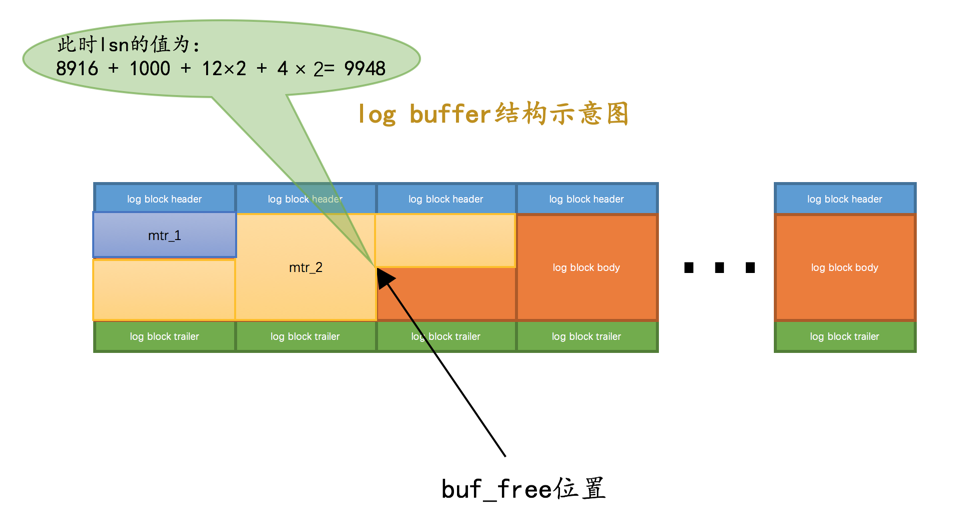 此时lsn的值为：
8916 + 1000 + 12×2 + 4 × 2= 9948
log buffer结构示意图
log block header log block header log block header log block header log block header
mtr_1
mtr_2
log block body log block body
log block trailer log block trailer log block trailer log block trailer log block trailer
buf_free位置